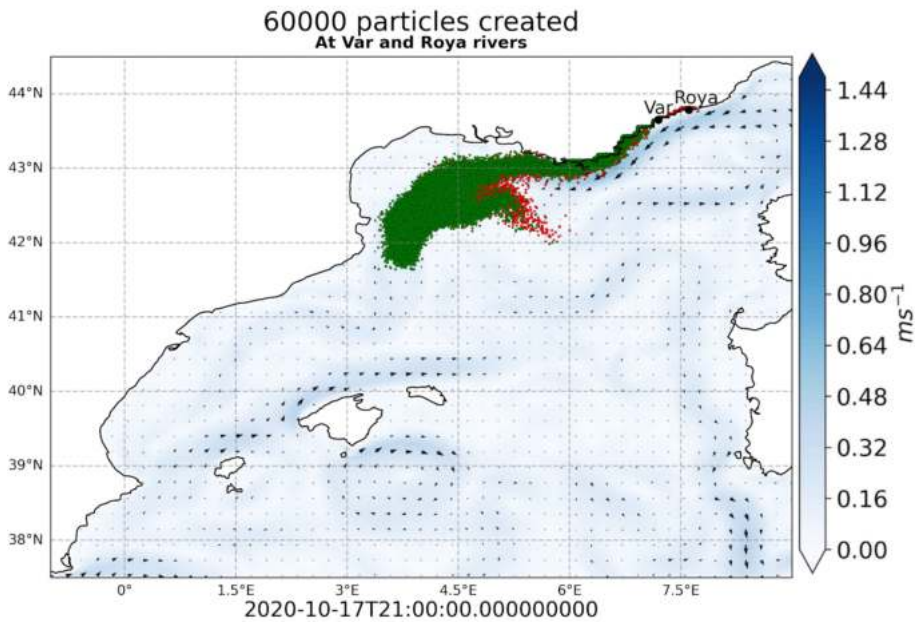 60000 particles created
At Var and Roya rivers
44°N
43°N
42°N
41°N
40°N
39°N
38°N
Var
Roya
0°
1.5°E
3°E
4.5°E
6°E
7.5°E
2020-10-17T21:00:00.000000000
1.44
1.28
1.12
0.96
0.80
0.64
0.48
0.32
0.16
0.00
ms⁻¹